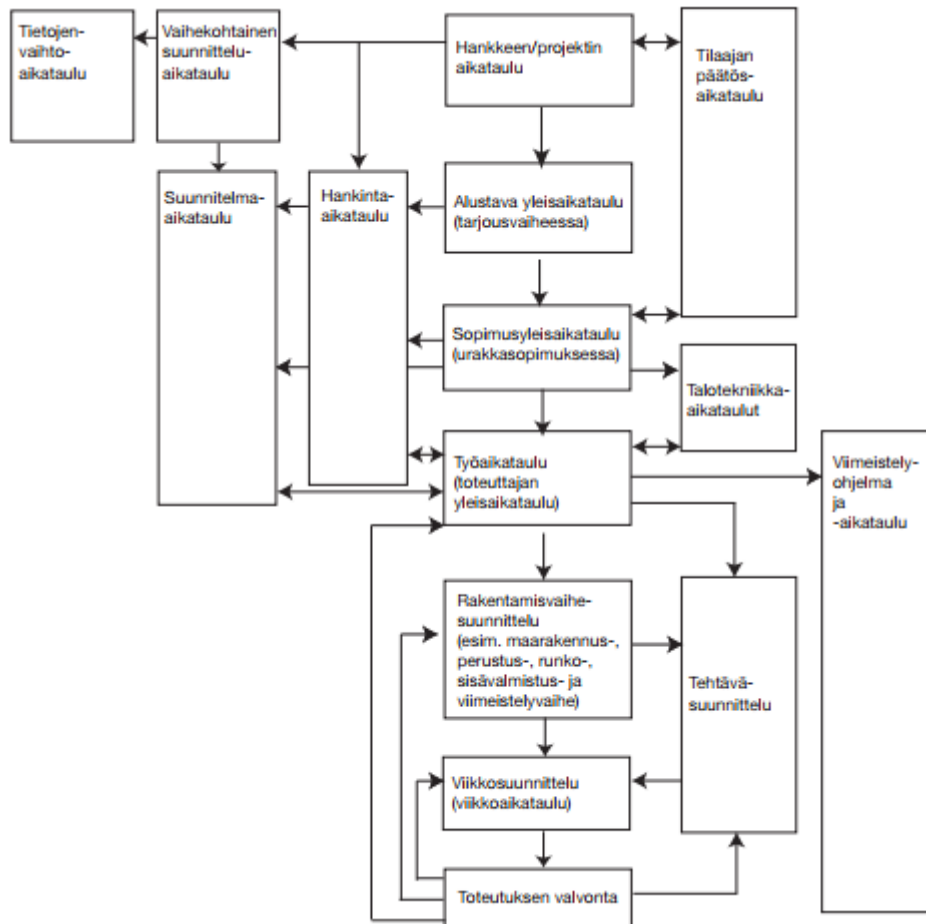 Tietojen-
vaihto-
aikataulu
Vaihekohtainen
suunnittelu-
aikataulu
Hankkeen/projektin
aikataulu
Tilaajan
päätös-
aikataulu
Suunnitelma-
aikataulu
Hankinta-
aikataulu
Alustava yleisaikataulu
(tarjousvaiheessa)
Sopimusyleisaikataulu
(urakkasopimuksessa)
Talotekniikka-
aikataulut
Työaikataulu
(toteuttajan
yleisaikataulu)
Viimeistely-
ohjelma
ja
-aikataulu
Rakentamisvaihe-
suunnittelu
(esim. maarakennus-,
perustus-, runko-,
sisävalmistus- ja
viimeistelyvaihe)
Tehtävä-
suunnittelu
Viikkosuunnittelu
(viikkoaikataulu)
Toteutuksen valvonta